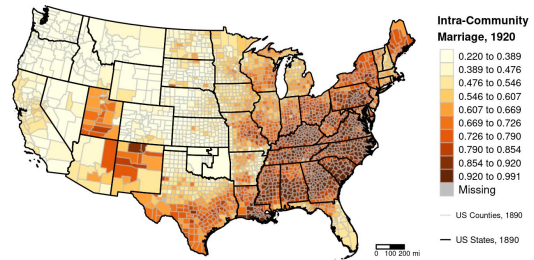 Intra-Community
Marriage, 1920
0.220 to 0.389
0.389 to 0.476
0.476 to 0.546
0.546 to 0.607
0.607 to 0.669
0.669 to 0.726
0.726 to 0.790
0.790 to 0.854
0.854 to 0.920
0.920 to 0.991
Missing
US Counties, 1890
US States, 1890
0 100 200 mi